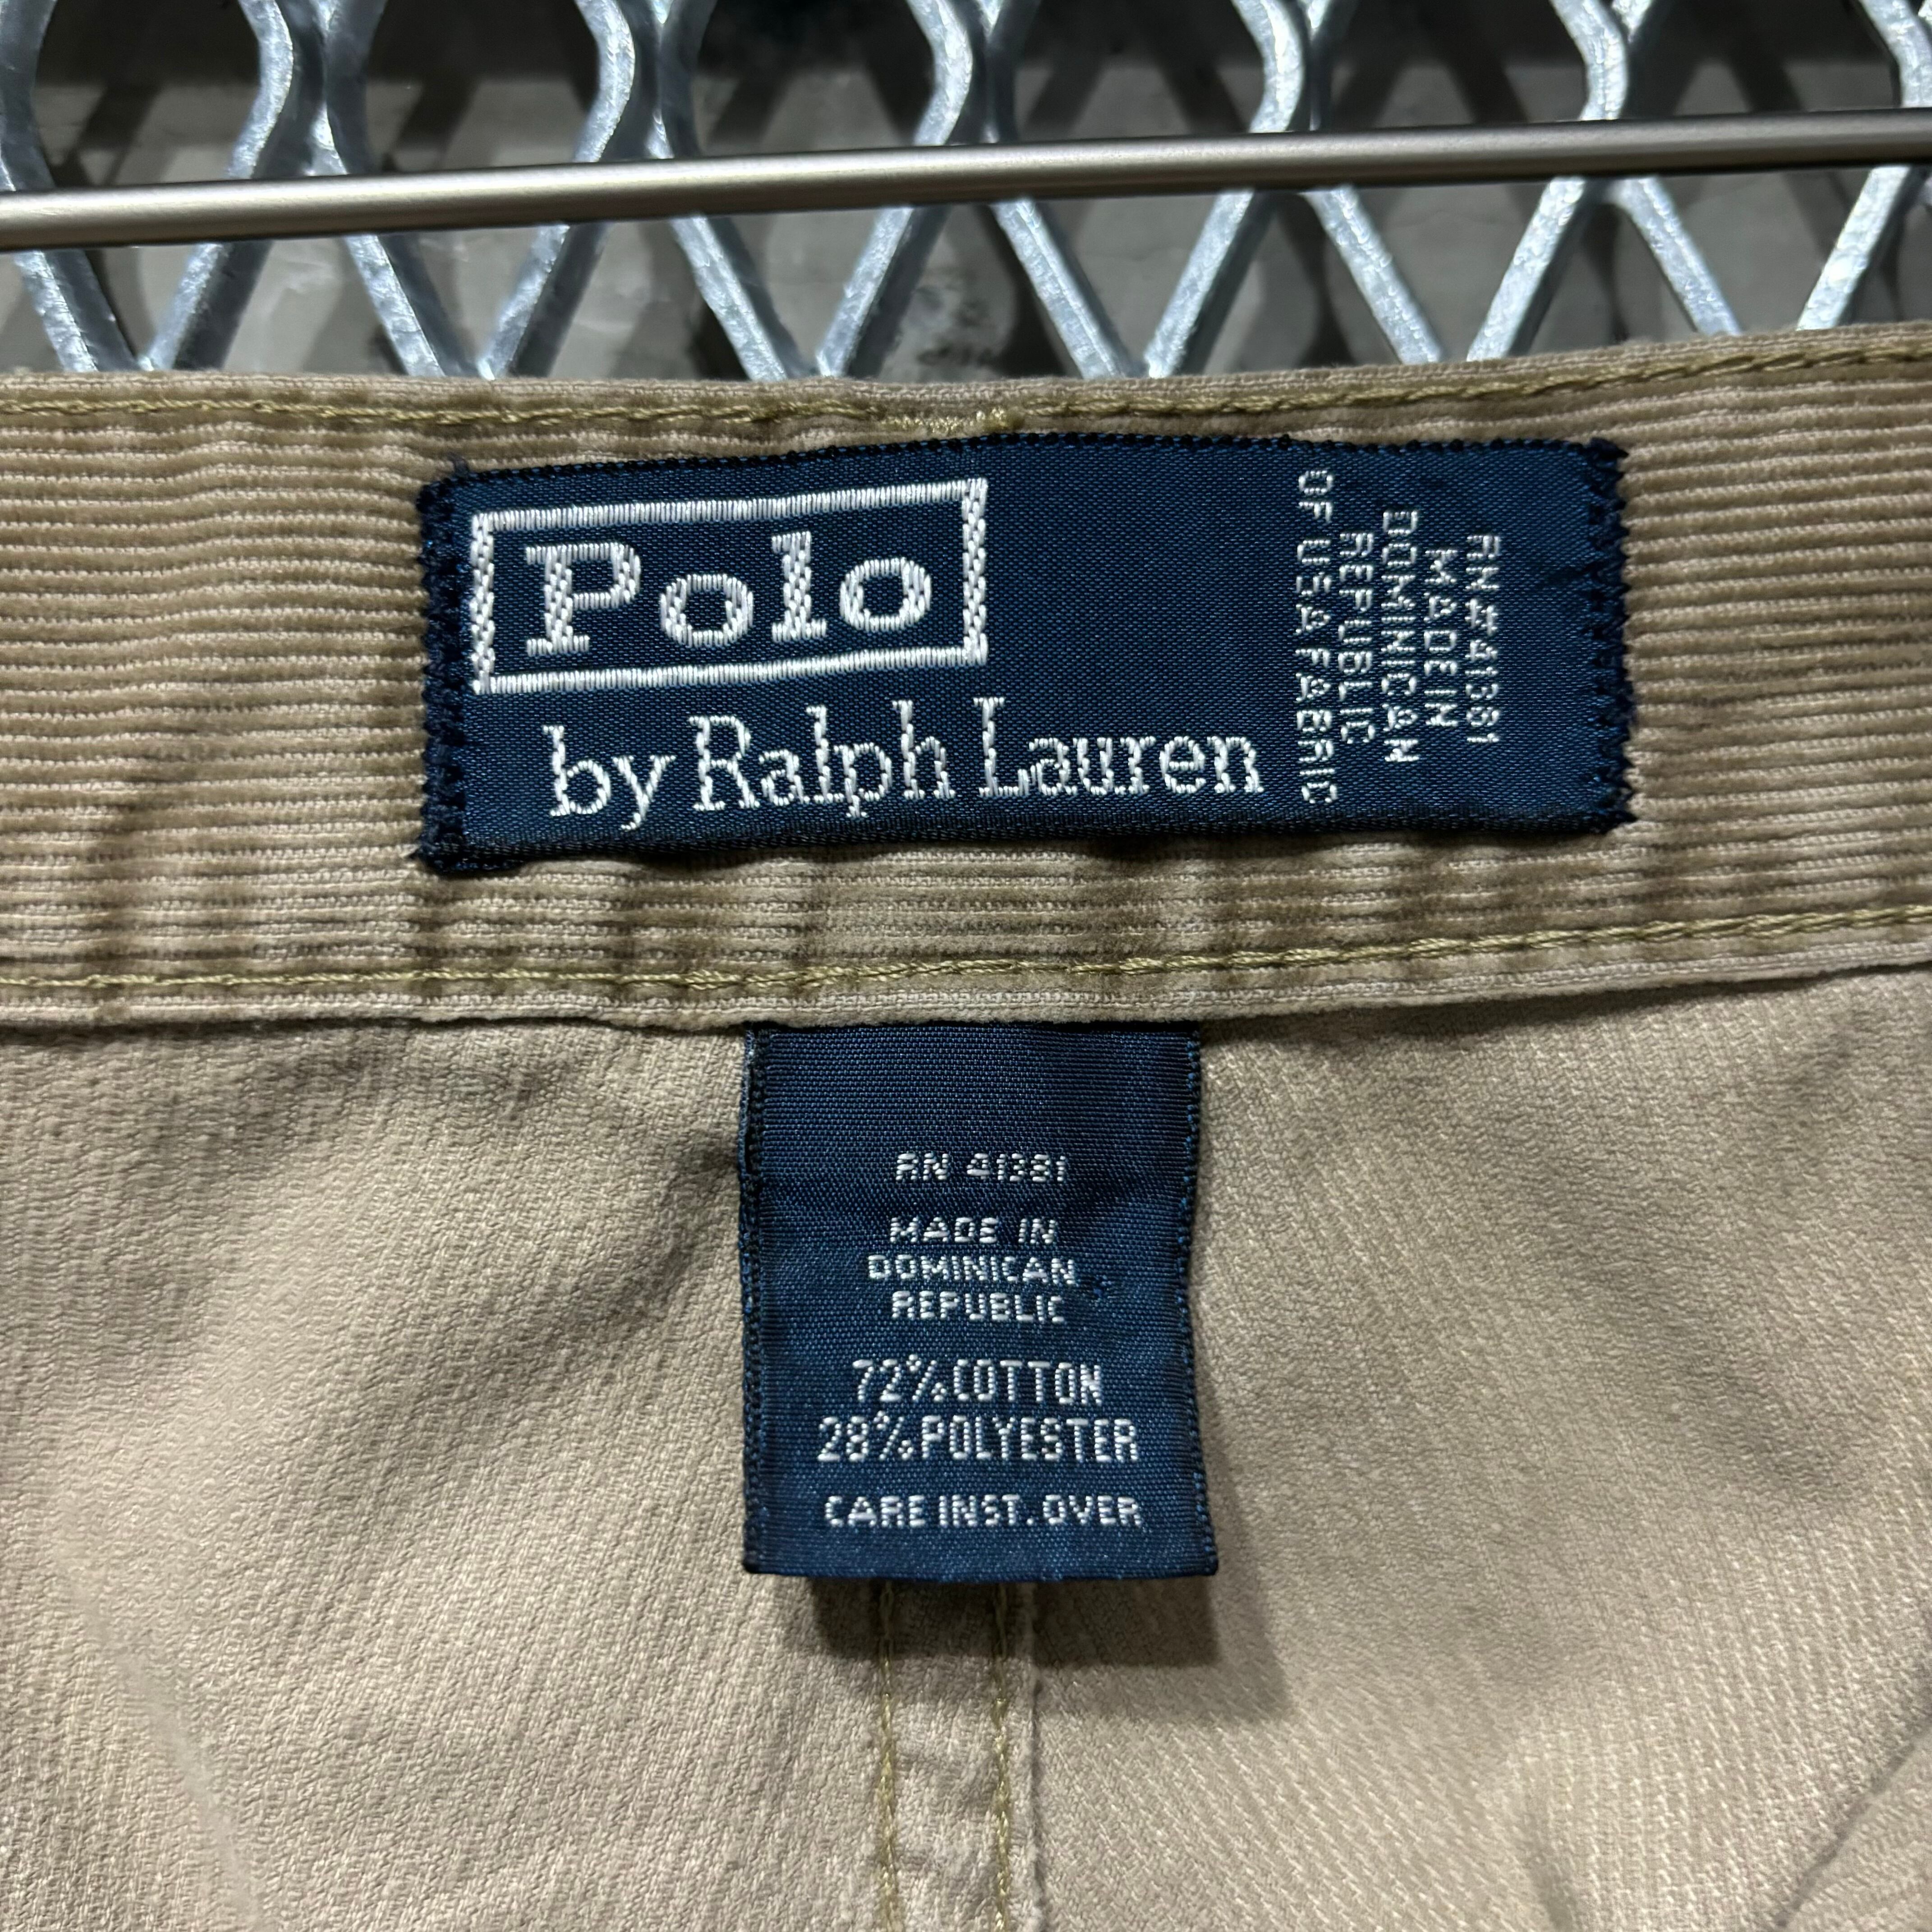 Polo
by Ralph Lauren
RN#41381
MADE IN
DOMINICAN
REPUBLIC
OF USA FABRIC
RN 41381
MADE IN
DOMINICAN
REPUBLIC
72% COTTON
28% POLYESTER
CARE INST. OVER